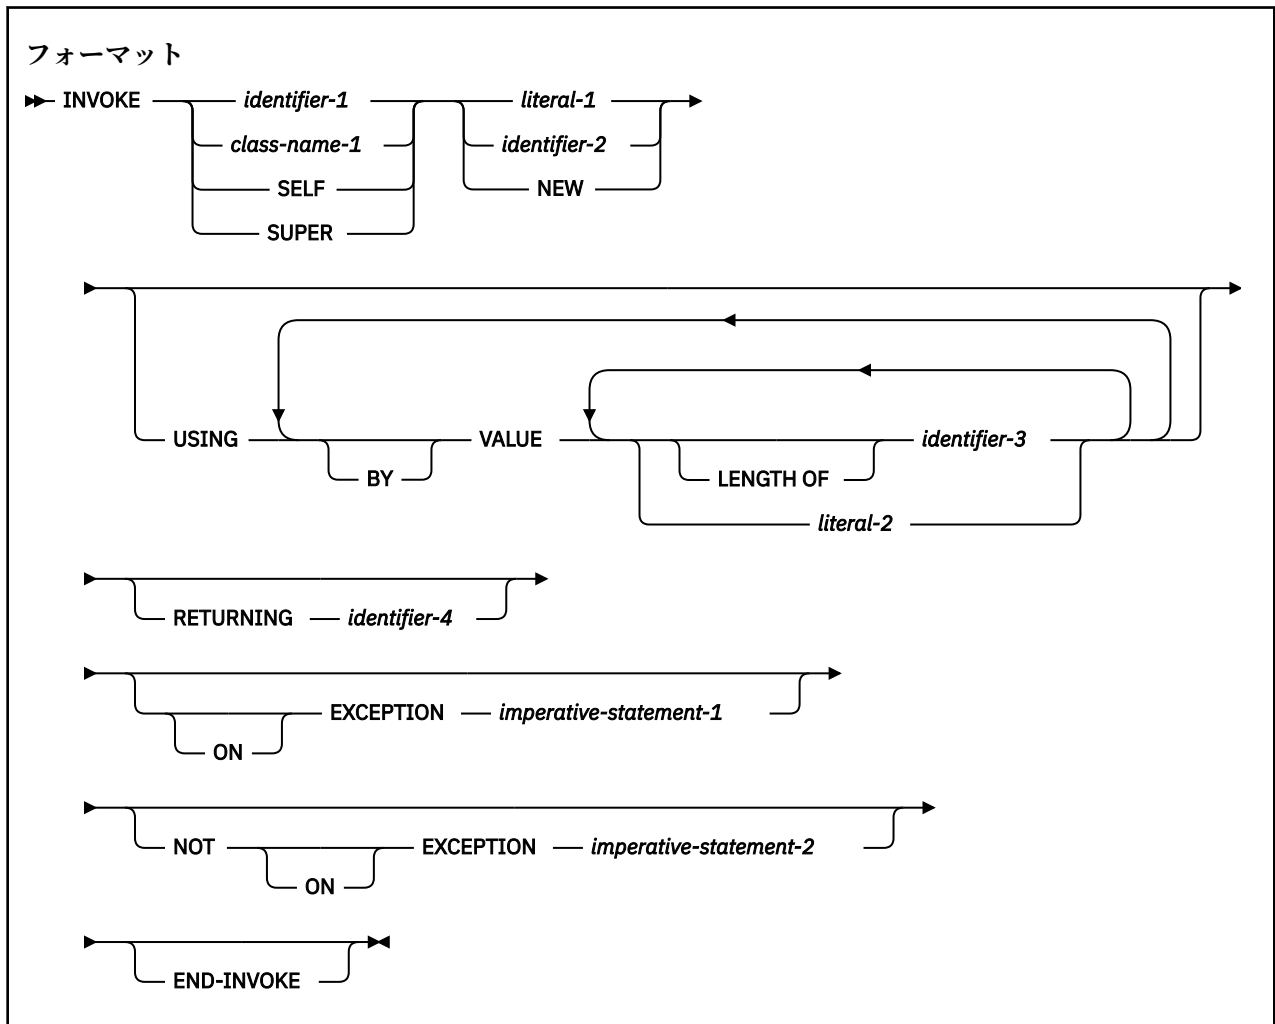 フォーマット
INVOKE identifier-1 literal-1
class-name-1 identifier-2
SELF NEW
SUPER
USING VALUE identifier-3
BY LENGTH OF
literal-2
RETURNING identifier-4
EXCEPTION imperative-statement-1
ON
NOT EXCEPTION imperative-statement-2
ON
END-INVOKE